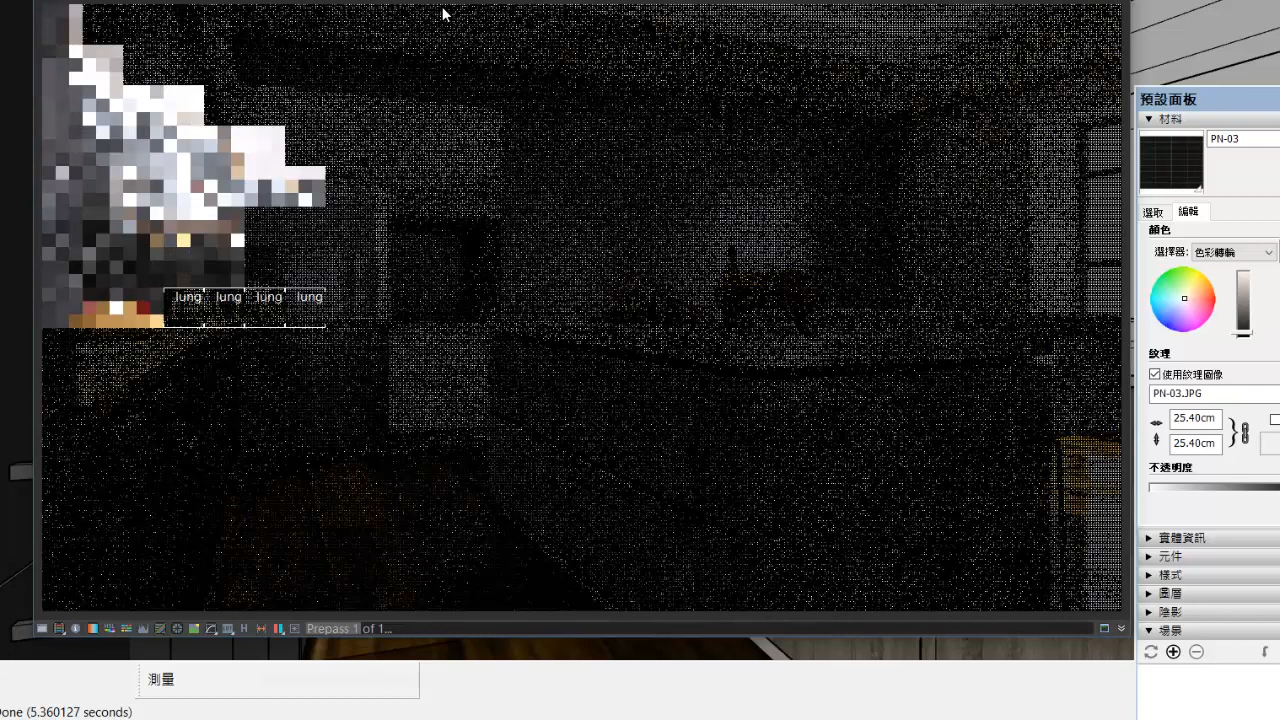 預設面板
材料
PN-03
選取 編輯
顏色
選擇器: 色彩轉輪
lung lung lung lung
紋理
使用紋理圖像
PN-03.JPG
25.40cm
25.40cm
不透明度
實體資訊
元件
樣式
圖層
陰影
場景
H
Prepass 1 of 1...
測量
one (5.360127 seconds)